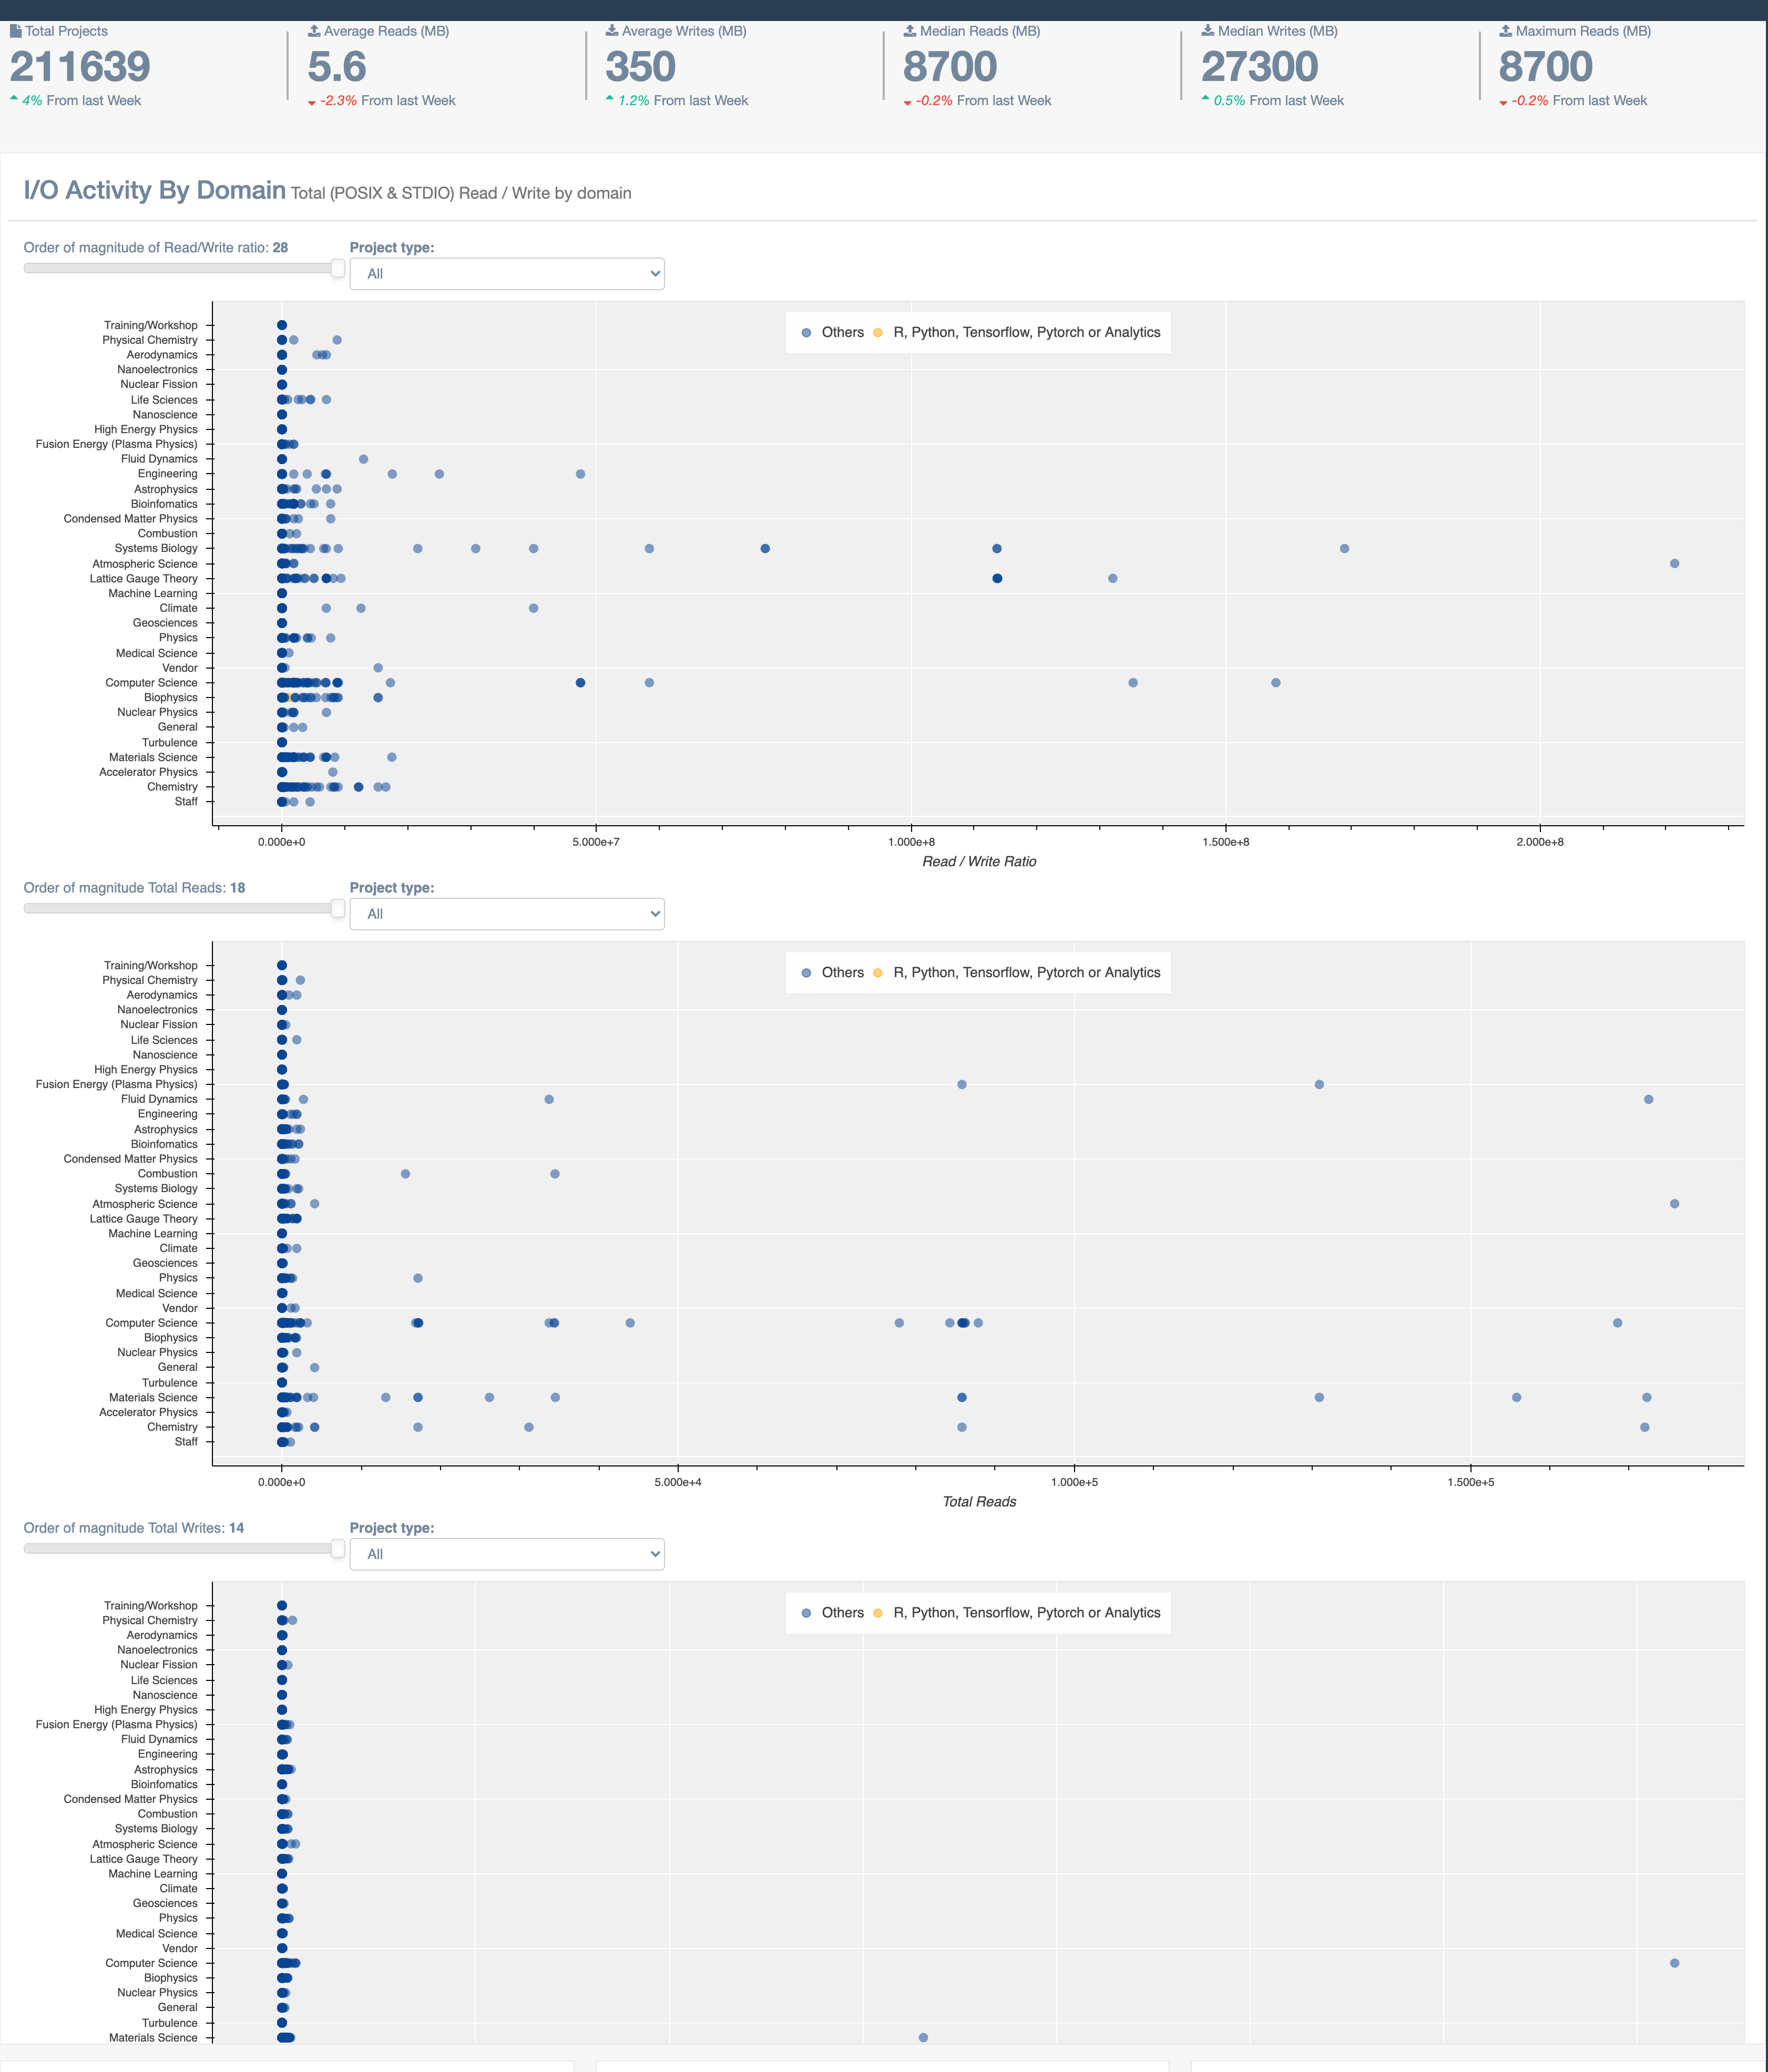 Total Projects
211639
4% From last Week
Average Reads (MB)
5.6
-2.3% From last Week
Average Writes (MB)
350
1.2% From last Week
Median Reads (MB)
8700
-0.2% From last Week
Median Writes (MB)
27300
0.5% From last Week
Maximum Reads (MB)
8700
-0.2% From last Week
I/O Activity By Domain Total (POSIX & STDIO) Read / Write by domain
Order of magnitude of Read/Write ratio: 28
Project type:
All
Others R, Python, Tensorflow, Pytorch or Analytics
Training/Workshop
Physical Chemistry
Aerodynamics
Nanoelectronics
Nuclear Fission
Life Sciences
Nanoscience
High Energy Physics
Fusion Energy (Plasma Physics)
Fluid Dynamics
Engineering
Astrophysics
Bioinfomatics
Condensed Matter Physics
Combustion
Systems Biology
Atmospheric Science
Lattice Gauge Theory
Machine Learning
Climate
Geosciences
Physics
Medical Science
Vendor
Computer Science
Biophysics
Nuclear Physics
General
Turbulence
Materials Science
Accelerator Physics
Chemistry
Staff
0.000e+0 5.000e+7 1.000e+8 1.500e+8 2.000e+8
Read / Write Ratio
Order of magnitude Total Reads: 18
Project type:
All
Others R, Python, Tensorflow, Pytorch or Analytics
Training/Workshop
Physical Chemistry
Aerodynamics
Nanoelectronics
Nuclear Fission
Life Sciences
Nanoscience
High Energy Physics
Fusion Energy (Plasma Physics)
Fluid Dynamics
Engineering
Astrophysics
Bioinfomatics
Condensed Matter Physics
Combustion
Systems Biology
Atmospheric Science
Lattice Gauge Theory
Machine Learning
Climate
Geosciences
Physics
Medical Science
Vendor
Computer Science
Biophysics
Nuclear Physics
General
Turbulence
Materials Science
Accelerator Physics
Chemistry
Staff
0.000e+0 5.000e+4 1.000e+5 1.500e+5
Total Reads
Order of magnitude Total Writes: 14
Project type:
All
Others R, Python, Tensorflow, Pytorch or Analytics
Training/Workshop
Physical Chemistry
Aerodynamics
Nanoelectronics
Nuclear Fission
Life Sciences
Nanoscience
High Energy Physics
Fusion Energy (Plasma Physics)
Fluid Dynamics
Engineering
Astrophysics
Bioinfomatics
Condensed Matter Physics
Combustion
Systems Biology
Atmospheric Science
Lattice Gauge Theory
Machine Learning
Climate
Geosciences
Physics
Medical Science
Vendor
Computer Science
Biophysics
Nuclear Physics
General
Turbulence
Materials Science